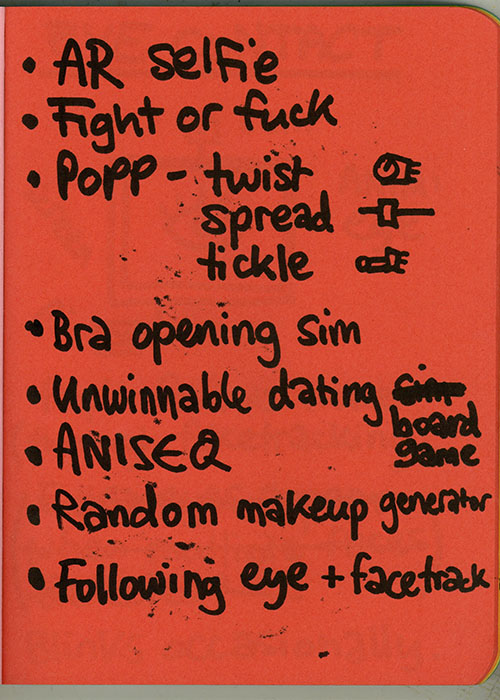 • AR selfie
• Fight or fuck
• Popp - twist
spread
tickle
• Bra opening sim
• Unwinnable dating sim
board
game
• ANISEQ
• Random makeup generator
• Following eye + facetrack